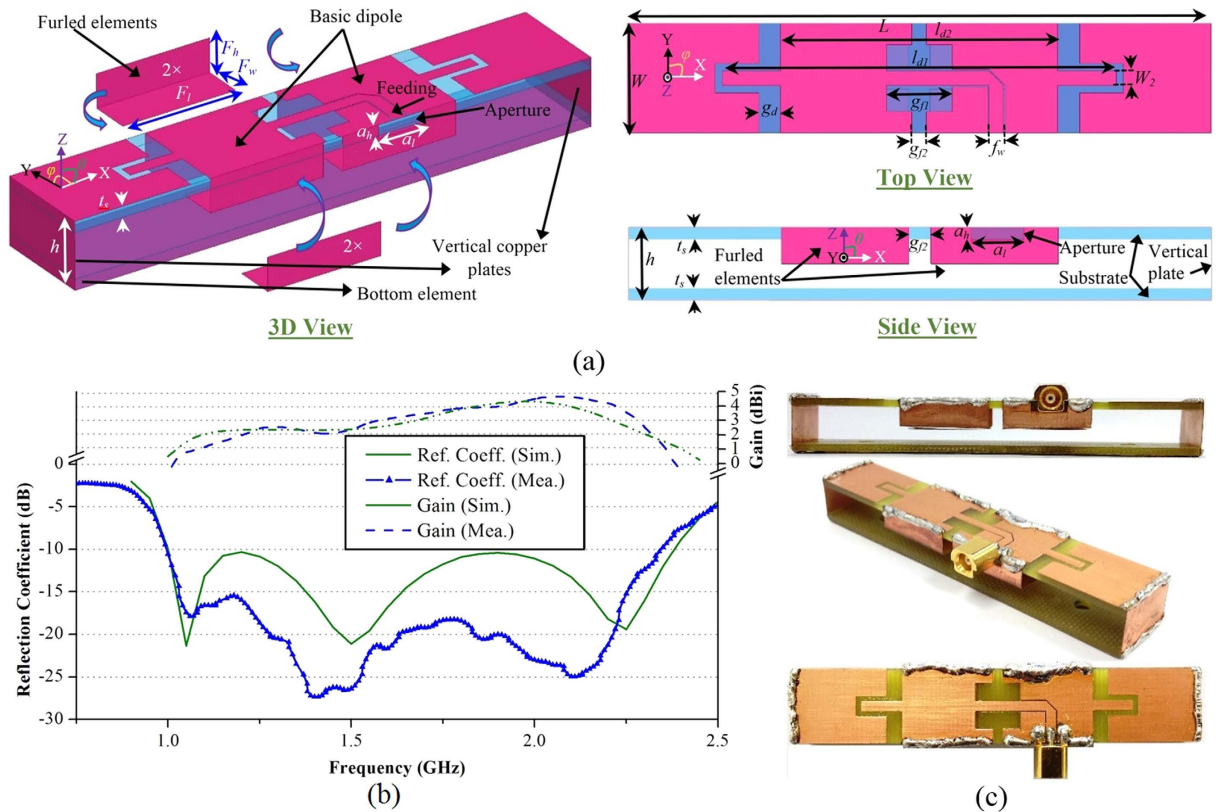 (a)
Furled elements
Basic dipole
2×
F_h
F_w
F_l
Feeding
Aperture
a_h
a_l
Z
θ
Y
φ
X
t_s
h
2×
Vertical copper
plates
Bottom element
3D View
L
l_d2
l_d1
W
Y
φ
X
Z
g_d
g_f1
g_f2
f_w
W_2
Top View
h
t_s
t_s
Furled
elements
Z
θ
Y
X
g_f2
a_h
a_l
Aperture
Substrate
Vertical
plate
Side View
(a)
Reflection Coefficient (dB)
0
-5
-10
-15
-20
-25
-30
5
4
3
2
1
0
Gain (dBi)
Ref. Coeff. (Sim.)
Ref. Coeff. (Mea.)
Gain (Sim.)
Gain (Mea.)
1.0
1.5
2.0
2.5
Frequency (GHz)
(b)
(c)